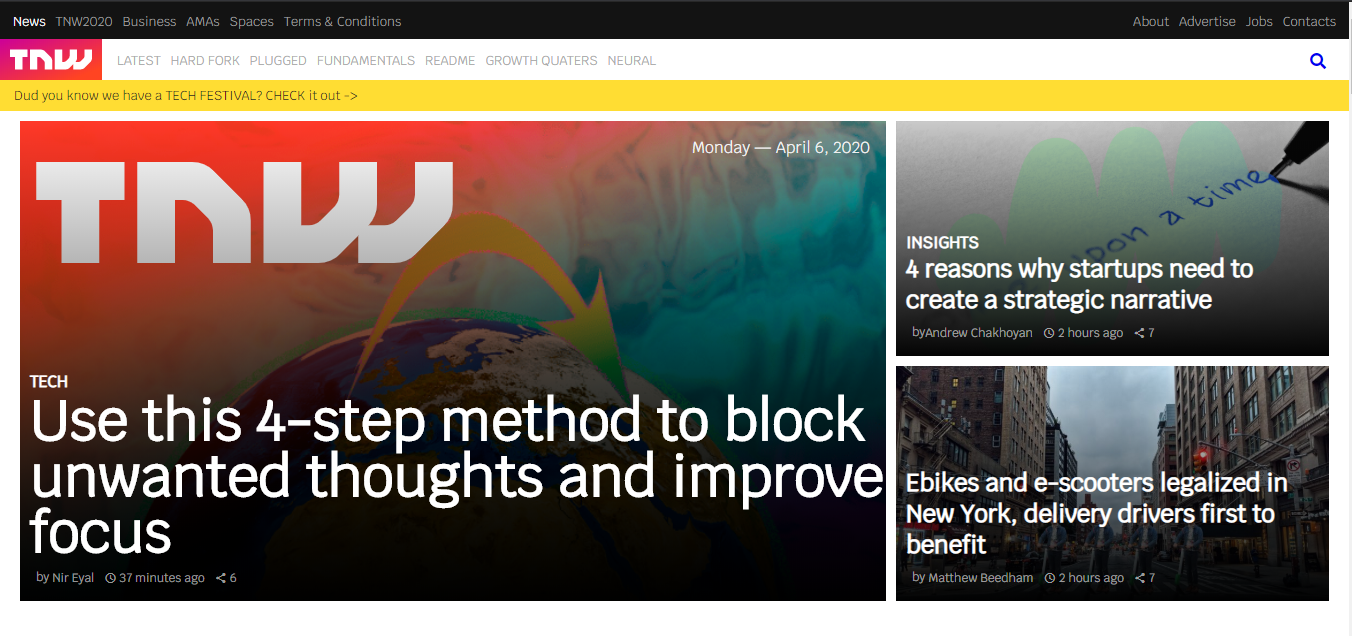 News TNW2020 Business AMAs Spaces Terms & Conditions About Advertise Jobs Contacts
TNW LATEST HARD FORK PLUGGED FUNDAMENTALS README GROWTH QUATERS NEURAL
Dud you know we have a TECH FESTIVAL? CHECK it out ->
Monday — April 6, 2020
TNW
TECH
Use this 4-step method to block
unwanted thoughts and improve
focus
by Nir Eyal 37 minutes ago 6
upon a time
INSIGHTS
4 reasons why startups need to
create a strategic narrative
byAndrew Chakhoyan 2 hours ago 7
Ebikes and e-scooters legalized in
New York, delivery drivers first to
benefit
by Matthew Beedham 2 hours ago 7